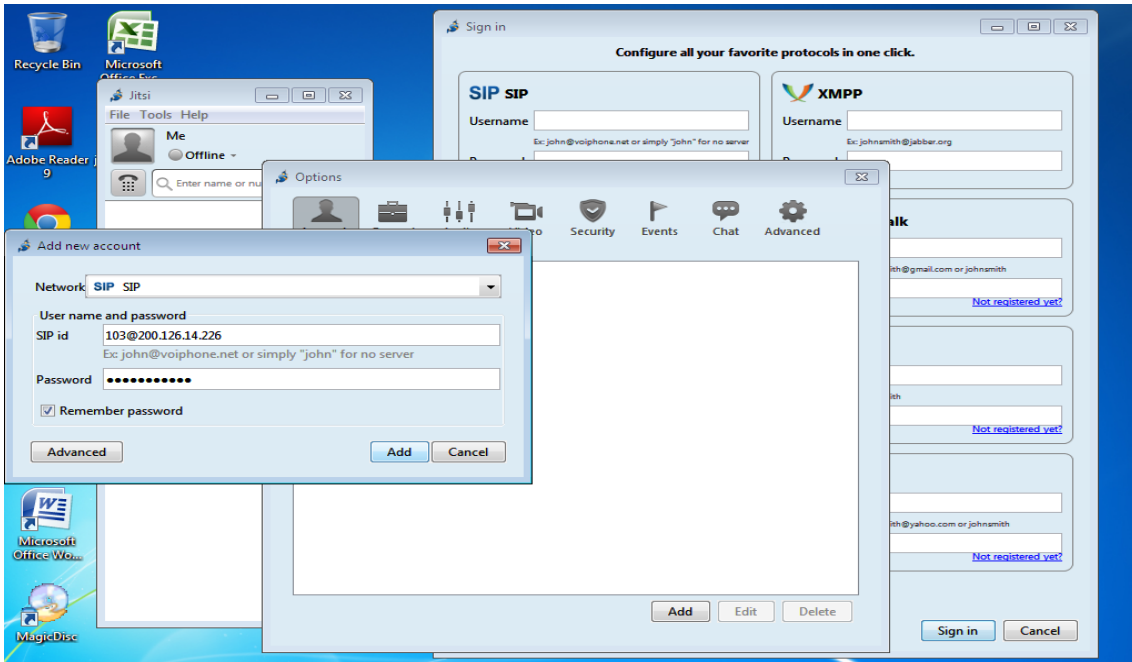 Recycle Bin
Microsoft
Office Exc...
Adobe Reader
9
Microsoft
Office Wo...
MagicDisc
Jitsi
File Tools Help
Me
Offline
Enter name or nu
Sign in
Configure all your favorite protocols in one click.
SIP SIP
Username
Ex: john@voiphone.net or simply "john" for no server
XMPP
Username
Ex: johnsmith@jabber.org
alk
ith@gmail.com or johnsmith
Not registered yet?
ith
Not registered yet?
ith@yahoo.com or johnsmith
Not registered yet?
Sign in Cancel
Options
Security Events Chat Advanced
Add Edit Delete
Add new account
Network SIP SIP
User name and password
SIP id 103@200.126.14.226
Ex: john@voiphone.net or simply "john" for no server
Password
Remember password
Advanced Add Cancel